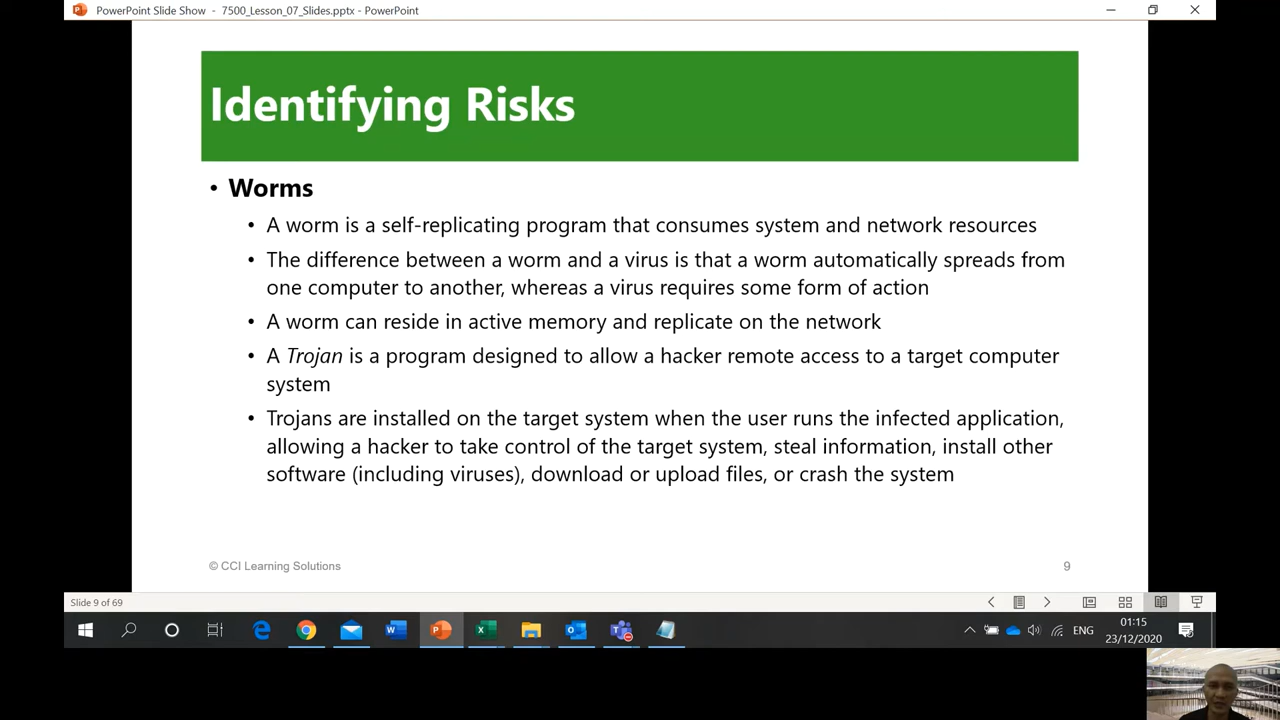 PowerPoint Slide Show - 7500_Lesson_07_Slides.pptx - PowerPoint
Identifying Risks
• Worms
• A worm is a self-replicating program that consumes system and network resources
• The difference between a worm and a virus is that a worm automatically spreads from
one computer to another, whereas a virus requires some form of action
• A worm can reside in active memory and replicate on the network
• A Trojan is a program designed to allow a hacker remote access to a target computer
system
• Trojans are installed on the target system when the user runs the infected application,
allowing a hacker to take control of the target system, steal information, install other
software (including viruses), download or upload files, or crash the system
© CCI Learning Solutions
9
Slide 9 of 69
ENG
01:15
23/12/2020